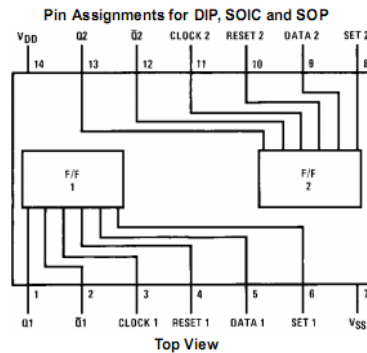 Pin Assignments for DIP, SOIC and SOP
VDD Q2 Q̅2 CLOCK 2 RESET 2 DATA 2 SET 2
14 13 12 11 10 9 8
F/F
1
F/F
2
1 2 3 4 5 6 7
Q1 Q̅1 CLOCK 1 RESET 1 DATA 1 SET 1 VSS
Top View